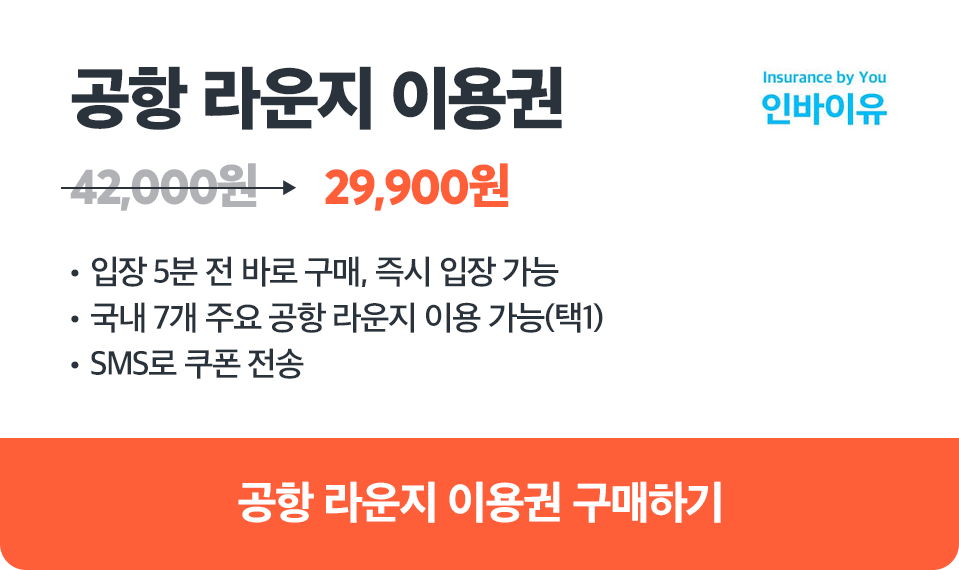 공항 라운지 이용권
Insurance by You
인바이유
42,000원 29,900원
• 입장 5분 전 바로 구매, 즉시 입장 가능
• 국내 7개 주요 공항 라운지 이용 가능(택1)
• SMS로 쿠폰 전송
공항 라운지 이용권 구매하기